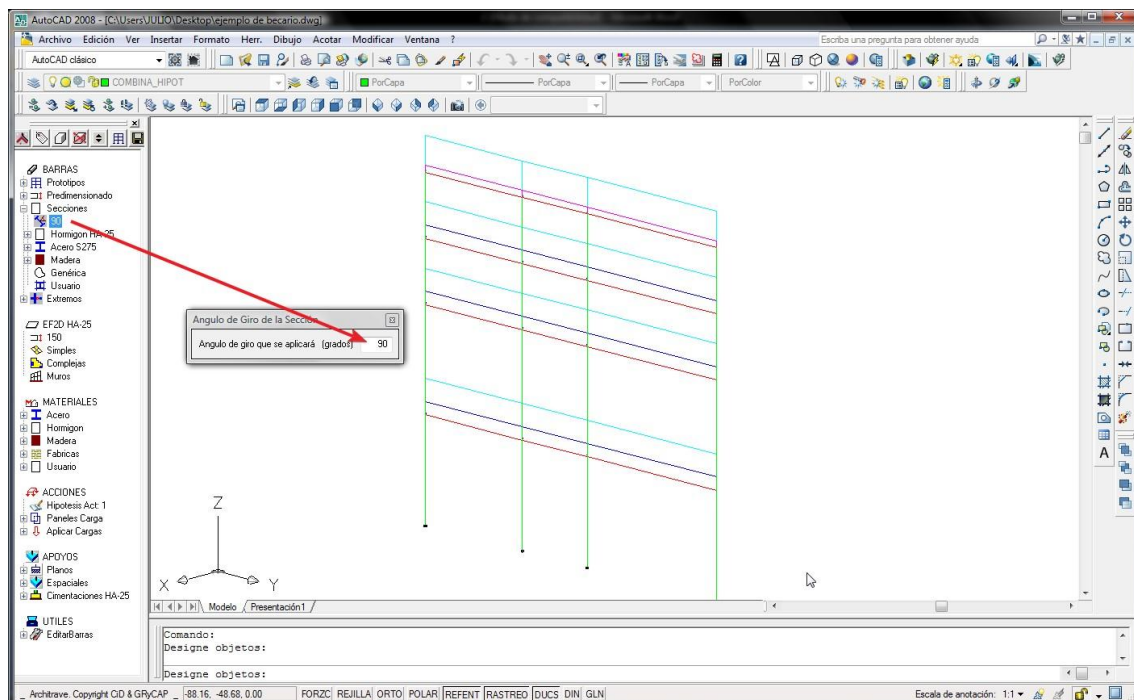 AutoCAD 2008 - [C:\Users\JULIO\Desktop\ejemplo de becario.dwg]
Archivo Edición Ver Insertar Formato Herr. Dibujo Acotar Modificar Ventana ?
Escriba una pregunta para obtener ayuda
AutoCAD clásico
COMBINA_HIPOT
PorCapa
PorCapa
PorCapa
PorColor
BARRAS
Prototipos
Predimensionado
Secciones
90
Hormigon HA-25
Acero S275
Madera
Genérica
Usuario
Extremos
EF2D HA-25
150
Simples
Complejas
Muros
MATERIALES
Acero
Hormigon
Madera
Fabricas
Usuario
ACCIONES
Hipotesis Act: 1
Paneles Carga
Aplicar Cargas
APOYOS
Planos
Espaciales
Cimentaciones HA-25
UTILES
EditarBarras
Angulo de Giro de la Sección
Angulo de giro que se aplicará (grados) 90
Z
X Y
Modelo Presentación1
Comando:
Designe objetos:
Designe objetos:
Architrave. Copyright CiD & GRyCAP -88.16, -48.68, 0.00 FORZC REJILLA ORTO POLAR REFENT RASTREO DUCS DIN GLN Escala de anotación: 1:1